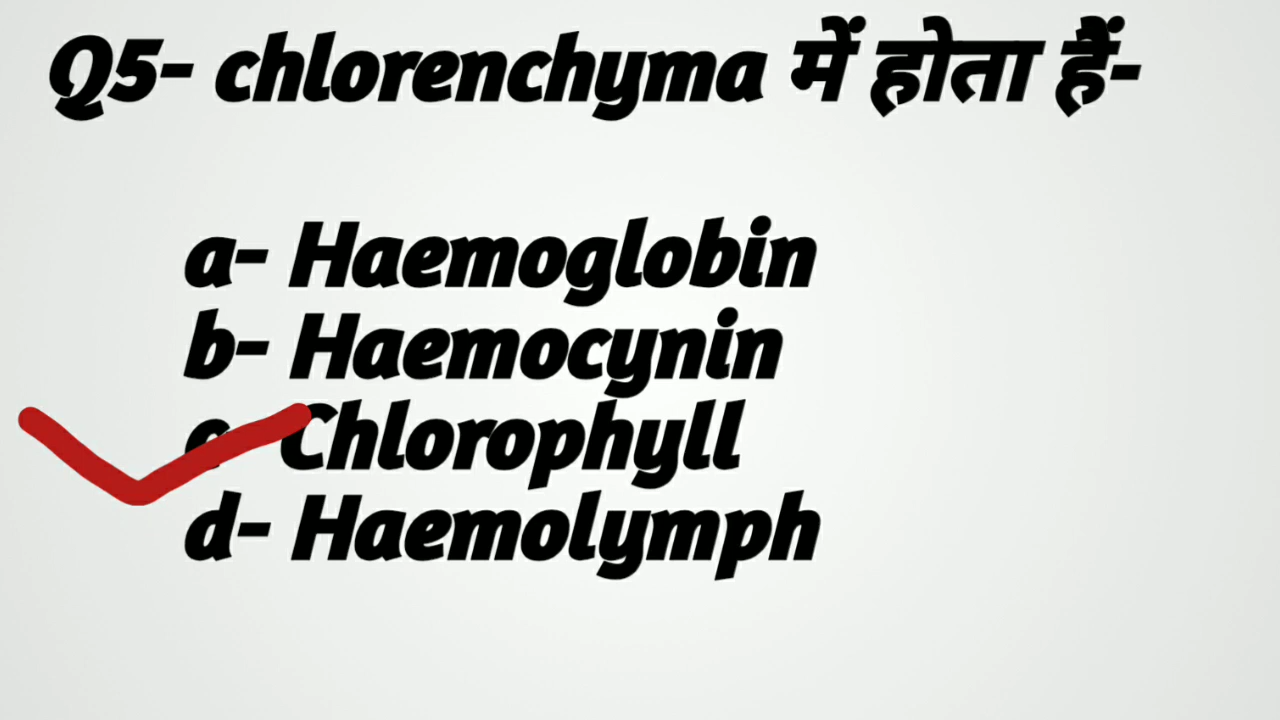 Q5- chlorenchyma में होता हैं-
a- Haemoglobin
b- Haemocynin
c- Chlorophyll
d- Haemolymph